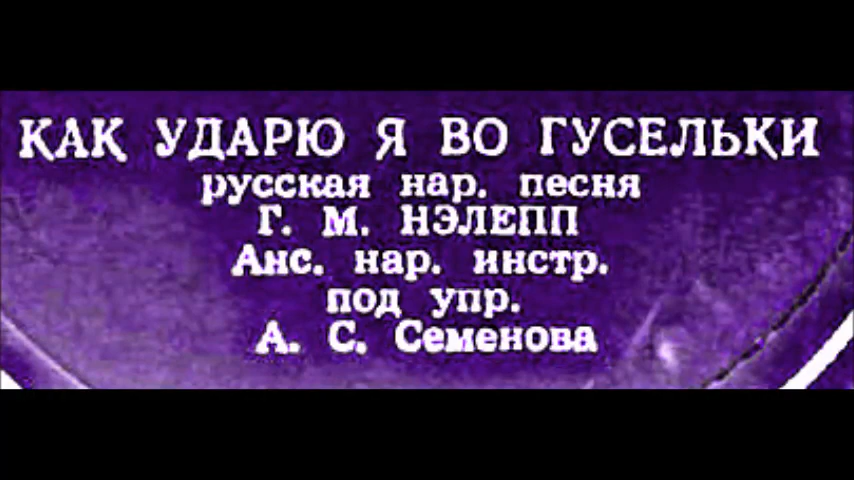 КАК УДАРЮ Я ВО ГУСЕЛЬКИ
русская нар. песня
Г. М. НЭЛЕПП
Анс. нар. инстр.
под упр.
А. С. Семенова